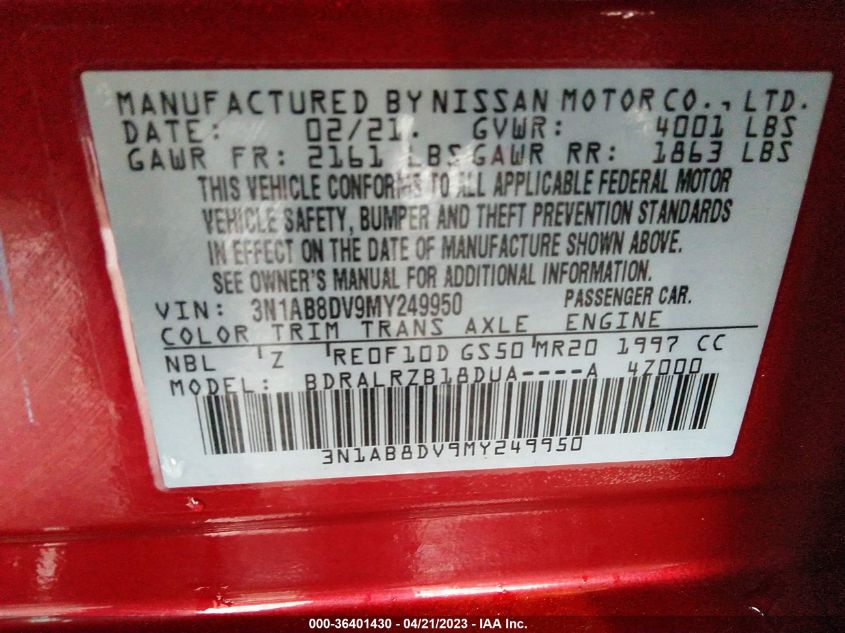 MANUFACTURED BY NISSAN MOTOR CO., LTD.
DATE: 02/21. GVWR: 4001 LBS
GAWR FR: 2161 LBS GAWR RR: 1863 LBS
THIS VEHICLE CONFORMS TO ALL APPLICABLE FEDERAL MOTOR
VEHICLE SAFETY, BUMPER AND THEFT PREVENTION STANDARDS
IN EFFECT ON THE DATE OF MANUFACTURE SHOWN ABOVE.
SEE OWNER'S MANUAL FOR ADDITIONAL INFORMATION.
VIN: 3N1AB8DV9MY249950 PASSENGER CAR.
COLOR TRIM TRANS AXLE ENGINE
NBL Z RE0F10D GS50 MR20 1997 CC
MODEL: BDRALRZB18DUA----A 4Z000
3N1AB8DV9MY249950
000-36401430 - 04/21/2023 - IAA Inc.